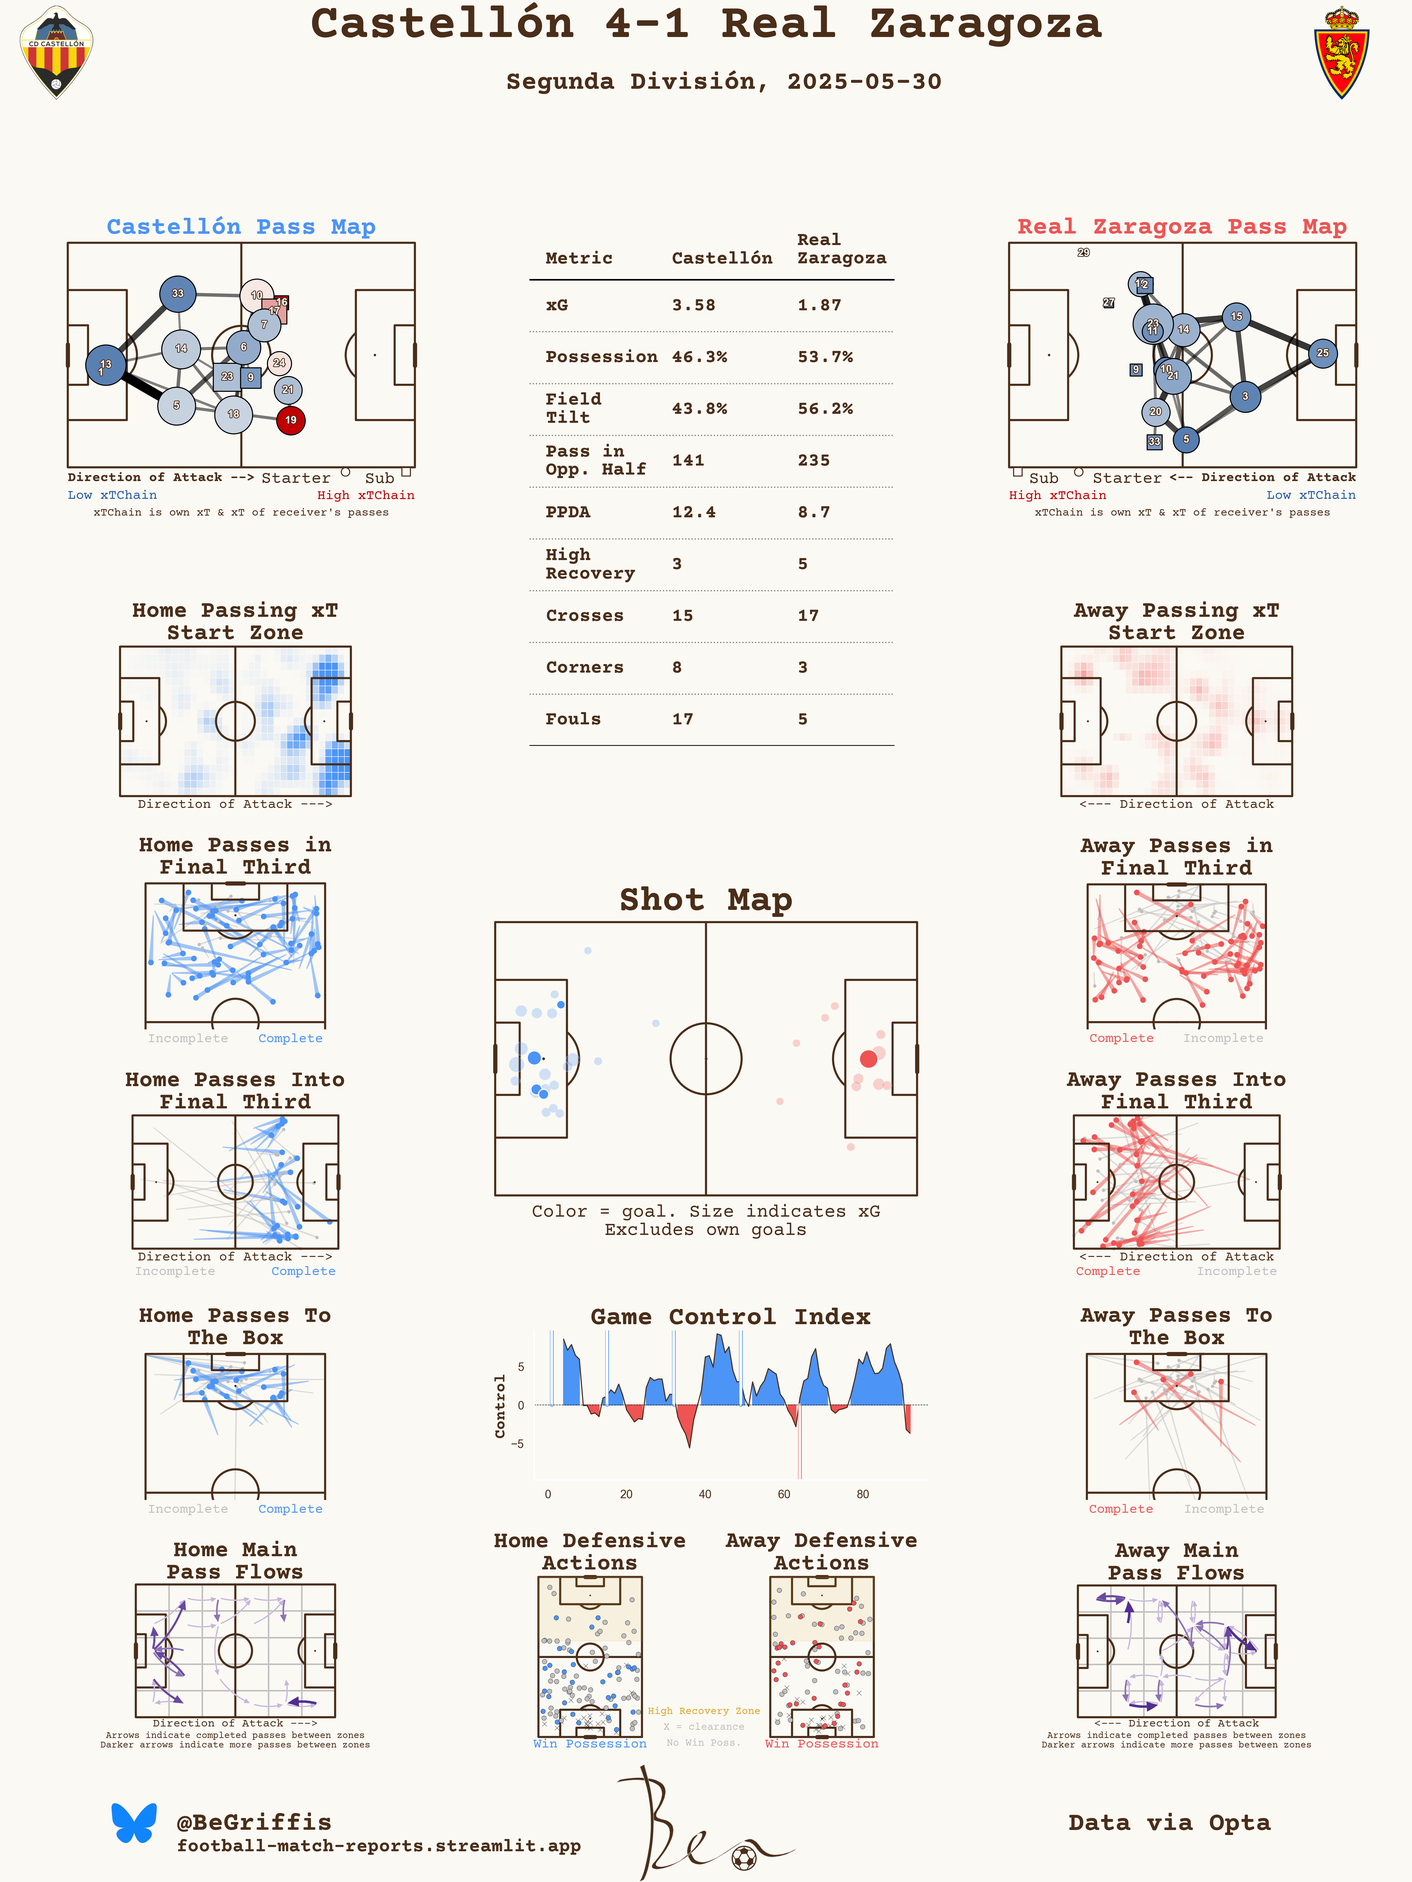 Castellón 4-1 Real Zaragoza
Segunda División, 2025-05-30
CD CASTELLÓN
Castellón Pass Map
33
10
16
17
7
14
6
13
1
24
23
9
21
5
18
19
Direction of Attack --> Starter Sub
Low xTChain High xTChain
xTChain is own xT & xT of receiver's passes
Metric Castellón Real Zaragoza
xG 3.58 1.87
Possession 46.3% 53.7%
Field Tilt 43.8% 56.2%
Pass in Opp. Half 141 235
PPDA 12.4 8.7
High Recovery 3 5
Crosses 15 17
Corners 8 3
Fouls 17 5
Real Zaragoza Pass Map
29
2
27
23
11
14
15
25
9
10
21
3
20
33
5
Sub Starter <-- Direction of Attack
High xTChain Low xTChain
xTChain is own xT & xT of receiver's passes
Home Passing xT
Start Zone
Direction of Attack --->
Away Passing xT
Start Zone
<--- Direction of Attack
Home Passes in
Final Third
Incomplete Complete
Away Passes in
Final Third
Complete Incomplete
Shot Map
Color = goal. Size indicates xG
Excludes own goals
Home Passes Into
Final Third
Direction of Attack --->
Incomplete Complete
Away Passes Into
Final Third
<--- Direction of Attack
Complete Incomplete
Home Passes To
The Box
Incomplete Complete
Game Control Index
Control
5
0
−5
0 20 40 60 80
Away Passes To
The Box
Complete Incomplete
Home Main
Pass Flows
Direction of Attack --->
Arrows indicate completed passes between zones
Darker arrows indicate more passes between zones
Home Defensive
Actions
Win Possession
High Recovery Zone
X = clearance
No Win Poss.
Away Defensive
Actions
Win Possession
Away Main
Pass Flows
<--- Direction of Attack
Arrows indicate completed passes between zones
Darker arrows indicate more passes between zones
@BeGriffis
football-match-reports.streamlit.app
Ben
Data via Opta